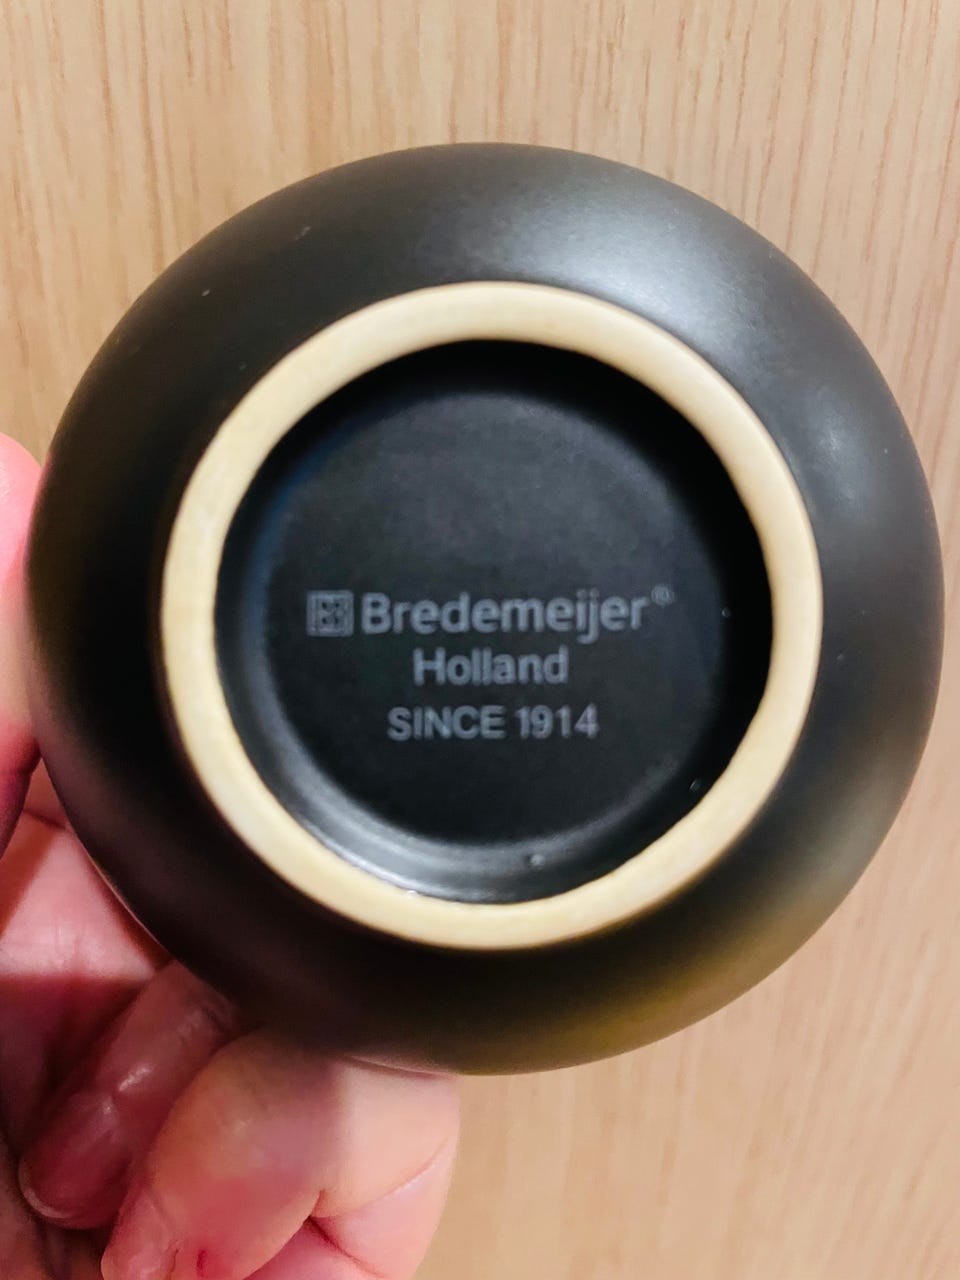 Bredemeijer®
Holland
SINCE 1914